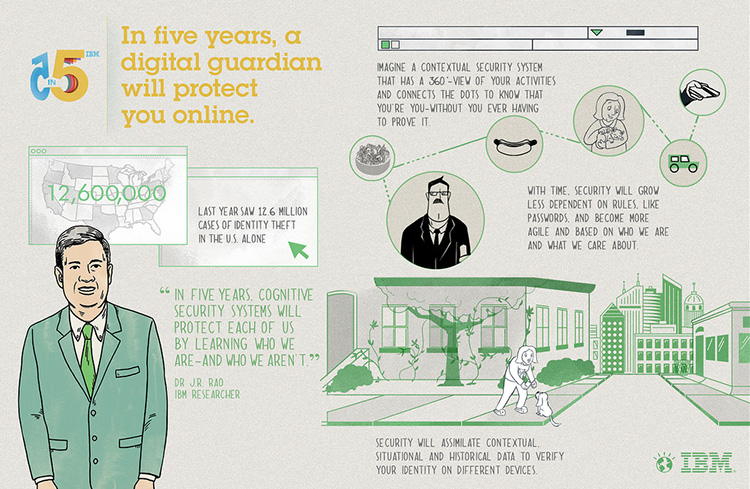 5 IN 5
IBM
In five years, a
digital guardian
will protect
you online.
IMAGINE A CONTEXTUAL SECURITY SYSTEM
THAT HAS A 360°-VIEW OF YOUR ACTIVITIES
AND CONNECTS THE DOTS TO KNOW THAT
YOU'RE YOU-WITHOUT YOU EVER HAVING
TO PROVE IT.
12,600,000
LAST YEAR SAW 12.6 MILLION
CASES OF IDENTITY THEFT
IN THE U.S. ALONE
WITH TIME, SECURITY WILL GROW
LESS DEPENDENT ON RULES, LIKE
PASSWORDS, AND BECOME MORE
AGILE AND BASED ON WHO WE ARE
AND WHAT WE CARE ABOUT.
“IN FIVE YEARS, COGNITIVE
SECURITY SYSTEMS WILL
PROTECT EACH OF US
BY LEARNING WHO WE
ARE-AND WHO WE AREN'T.”
DR J.R. RAO
IBM RESEARCHER
SECURITY WILL ASSIMILATE CONTEXTUAL,
SITUATIONAL AND HISTORICAL DATA TO VERIFY
YOUR IDENTITY ON DIFFERENT DEVICES.
IBM